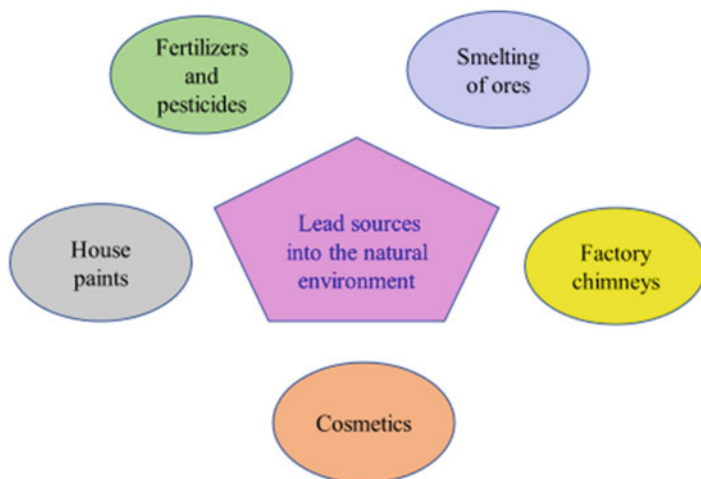 Fertilizers
and
pesticides
Smelting
of ores
Lead sources
into the natural
environment
House
paints
Factory
chimneys
Cosmetics